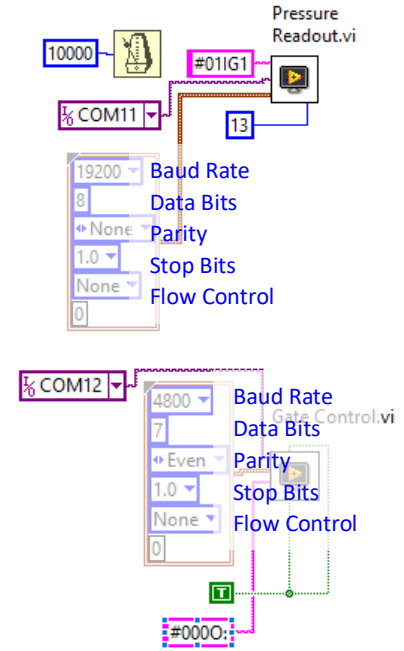 Pressure
Readout.vi
10000
#01IG1
COM11
13
19200 Baud Rate
8 Data Bits
None Parity
1.0 Stop Bits
None Flow Control
0
COM12
4800 Baud Rate
Gate Control.vi
7 Data Bits
Even Parity
1.0 Stop Bits
None Flow Control
0
T
#000O: